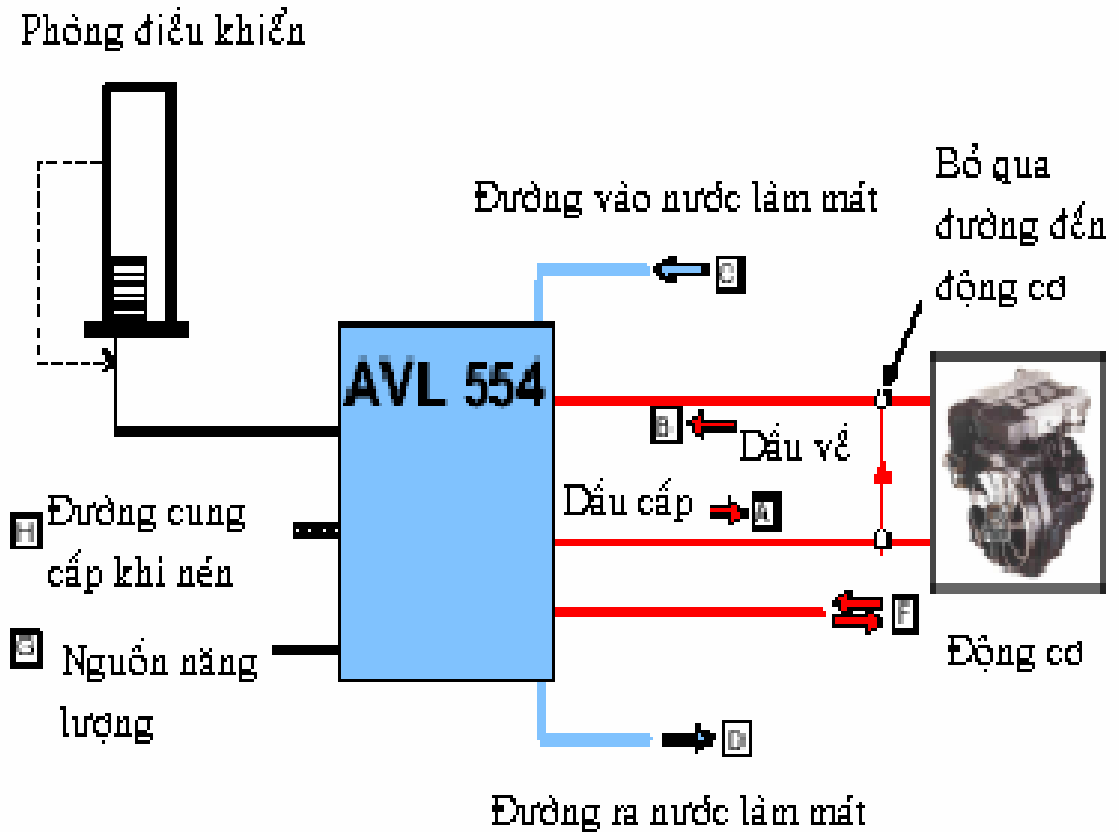 Phòng điều khiển
Bỏ qua
đường đến
động cơ
Đường vào nước làm mát
C
AVL 554
B
Dầu về
Dầu cấp
A
H
Đường cung
cấp khi nén
F
G
Nguồn năng
lượng
Động cơ
D
Đường ra nước làm mát